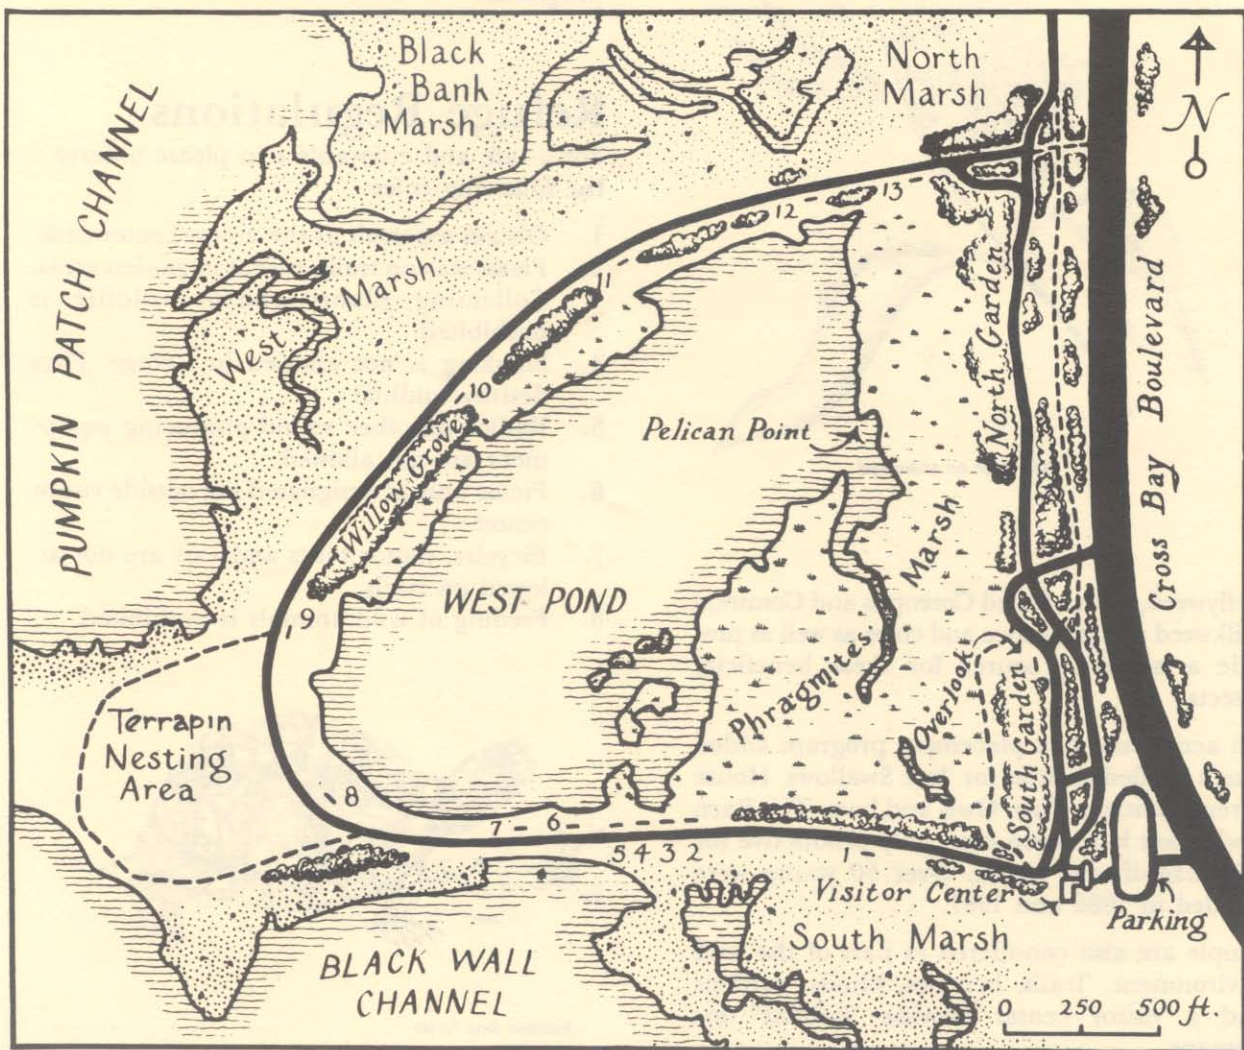 Black
Bank
Marsh
North
Marsh
N
PUMPKIN PATCH CHANNEL
West Marsh
13
12
11
10
Willow Grove
9
Pelican Point
North Garden
Cross Bay Boulevard
WEST POND
Phragmites Marsh
Overlook
South Garden
Terrapin
Nesting
Area
8
7
6
5 4 3 2
1
Visitor Center
Parking
South Marsh
BLACK WALL
CHANNEL
0 250 500 ft.